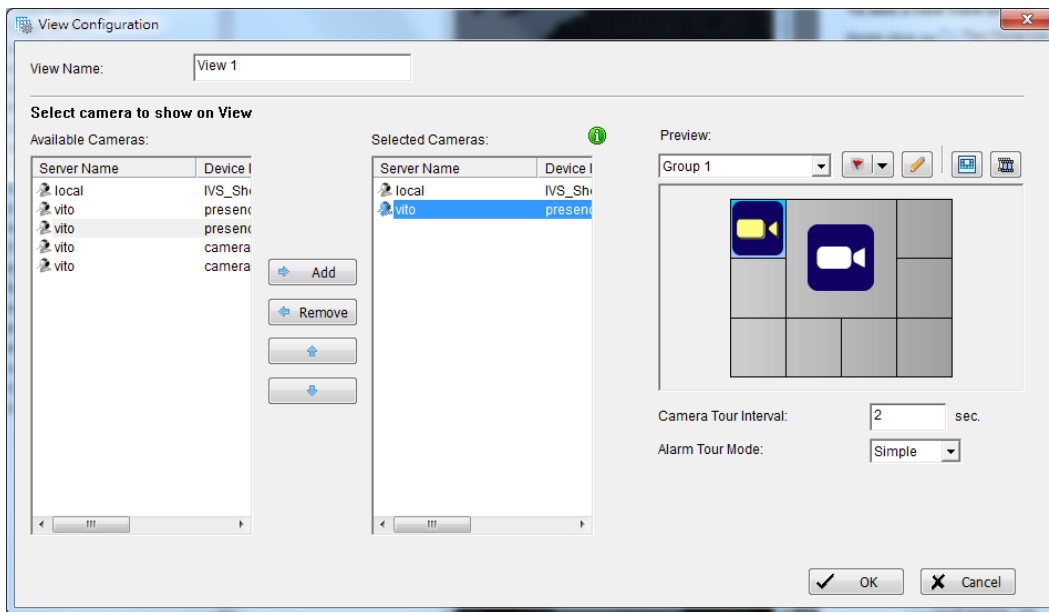 View Configuration
View Name:
View 1
Select camera to show on View
Available Cameras:
Server Name Device
local IVS_Sh
vito presen
vito presen
vito camera
vito camera
Add
Remove
Selected Cameras:
Server Name Device
local IVS_Sh
vito presen
Preview:
Group 1
Camera Tour Interval:
2
sec.
Alarm Tour Mode:
Simple
OK
Cancel